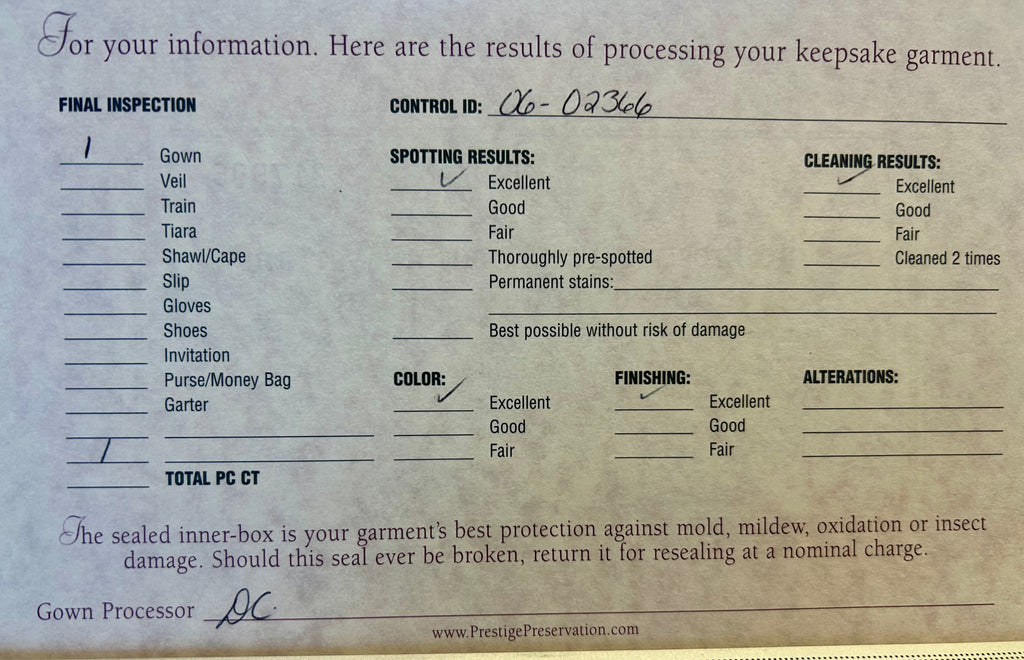 For your information. Here are the results of processing your keepsake garment.
FINAL INSPECTION
1 Gown
Veil
Train
Tiara
Shawl/Cape
Slip
Gloves
Shoes
Invitation
Purse/Money Bag
Garter
1
TOTAL PC CT
CONTROL ID: 06-02366
SPOTTING RESULTS:
✓ Excellent
Good
Fair
Thoroughly pre-spotted
Permanent stains:
Best possible without risk of damage
CLEANING RESULTS:
✓ Excellent
Good
Fair
Cleaned 2 times
COLOR:
✓ Excellent
Good
Fair
FINISHING:
✓ Excellent
Good
Fair
ALTERATIONS:
The sealed inner-box is your garment's best protection against mold, mildew, oxidation or insect
damage. Should this seal ever be broken, return it for resealing at a nominal charge.
Gown Processor DC.
www.PrestigePreservation.com